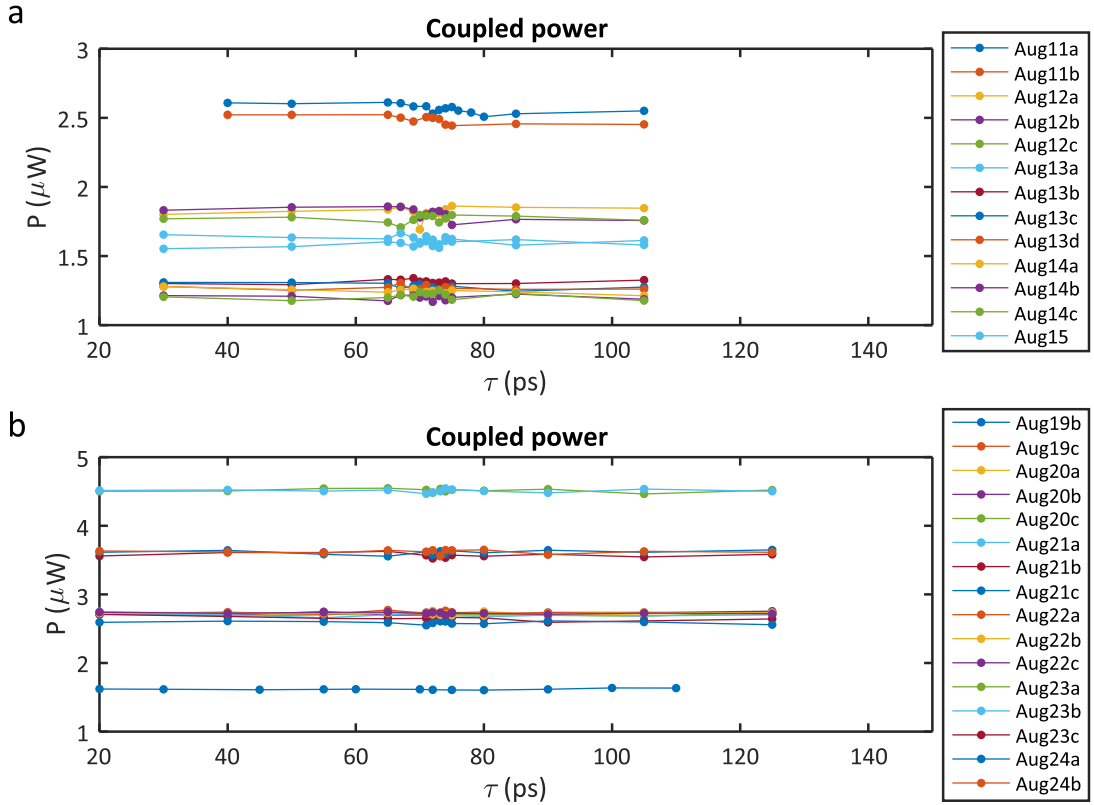 a
Coupled power
3
2.5
2
1.5
1
P (μW)
20 40 60 80 100 120 140
τ (ps)
Aug11a
Aug11b
Aug12a
Aug12b
Aug12c
Aug13a
Aug13b
Aug13c
Aug13d
Aug14a
Aug14b
Aug14c
Aug15
b
Coupled power
5
4
3
2
1
P (μW)
20 40 60 80 100 120 140
τ (ps)
Aug19b
Aug19c
Aug20a
Aug20b
Aug20c
Aug21a
Aug21b
Aug21c
Aug22a
Aug22b
Aug22c
Aug23a
Aug23b
Aug23c
Aug24a
Aug24b